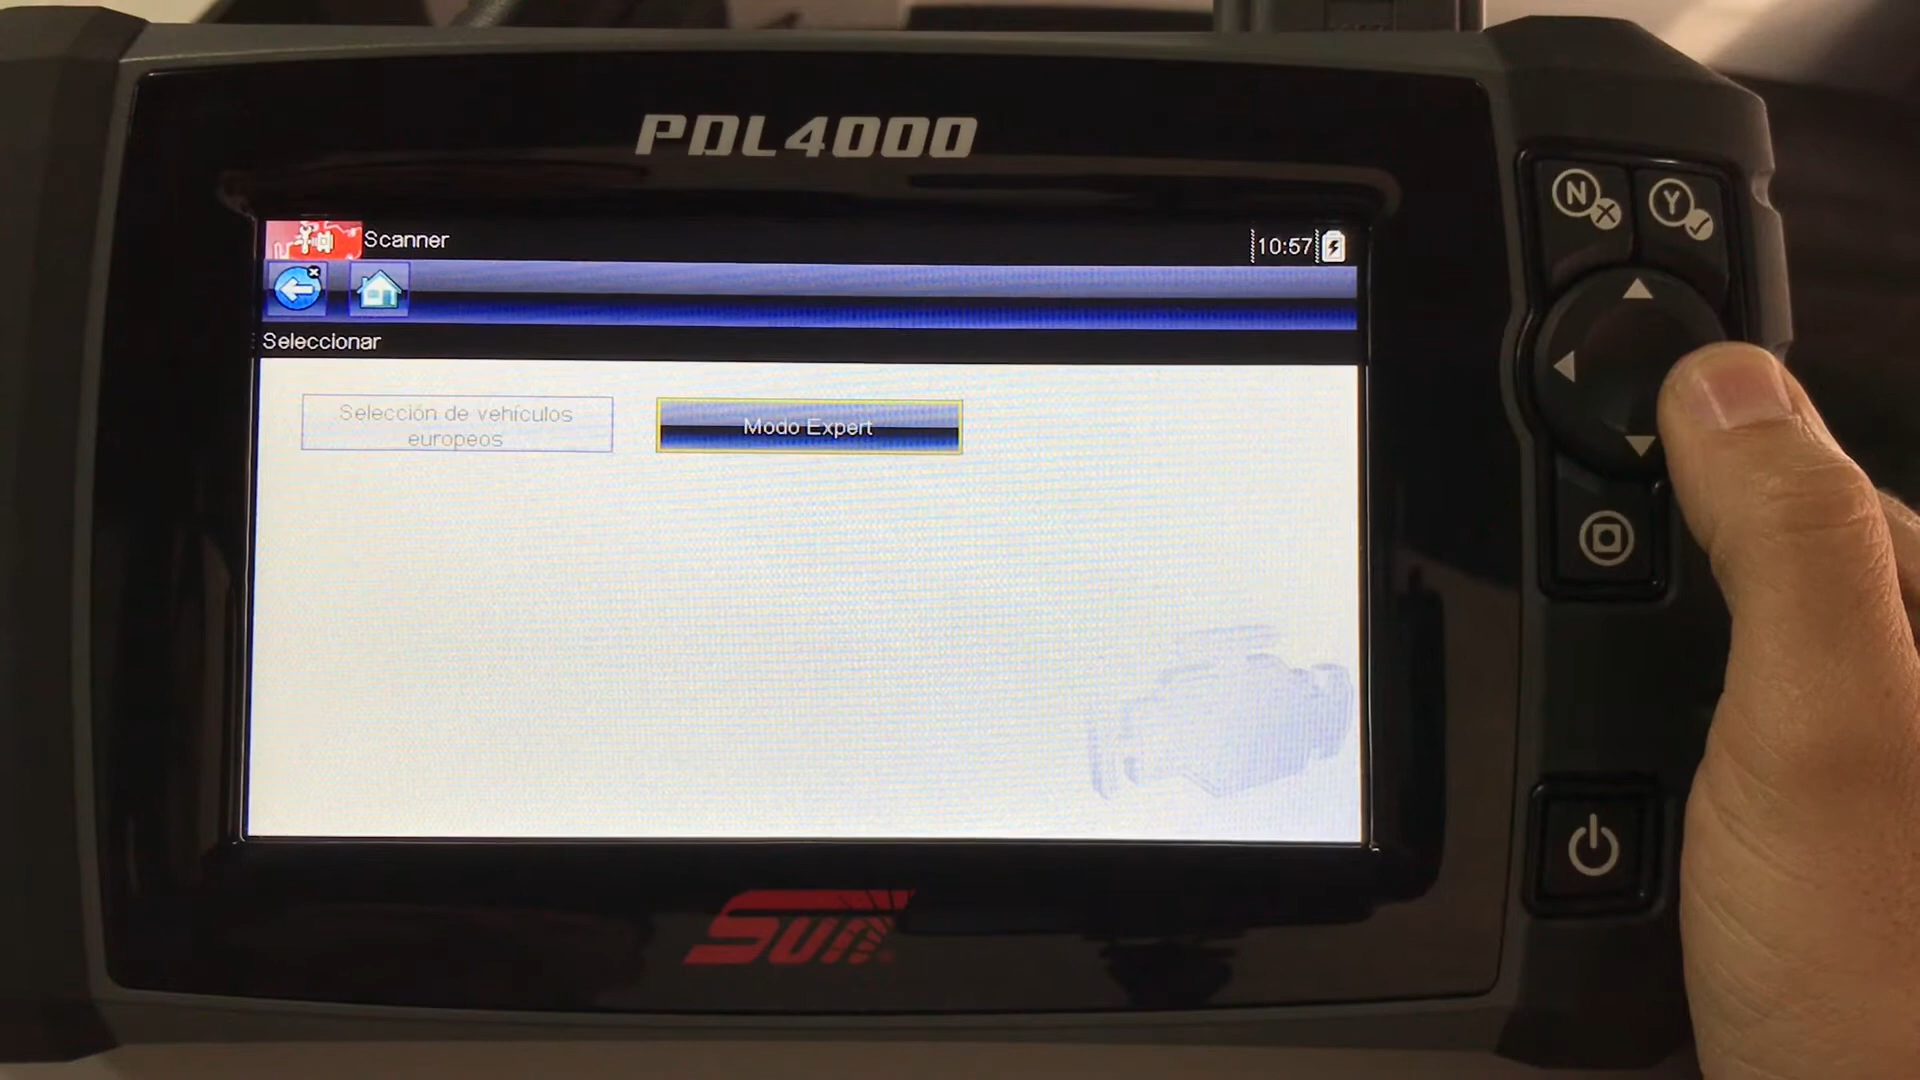 PDL4000
Scanner
10:57
Seleccionar
Selección de vehículos
europeos
Modo Expert
N
Y
Sun